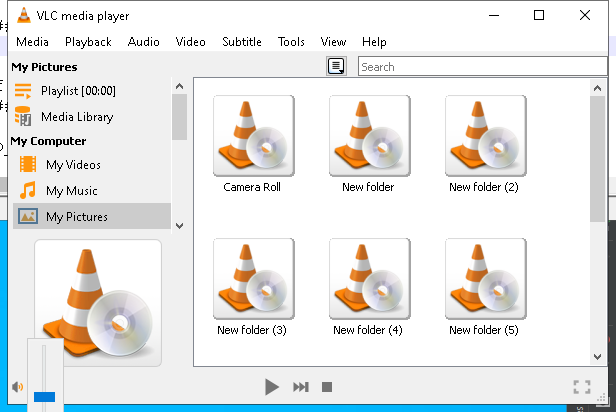 VLC media player
Media Playback Audio Video Subtitle Tools View Help
My Pictures
Search
Playlist [00:00]
Media Library
My Computer
My Videos
My Music
My Pictures
Camera Roll New folder New folder (2)
New folder (3) New folder (4) New folder (5)